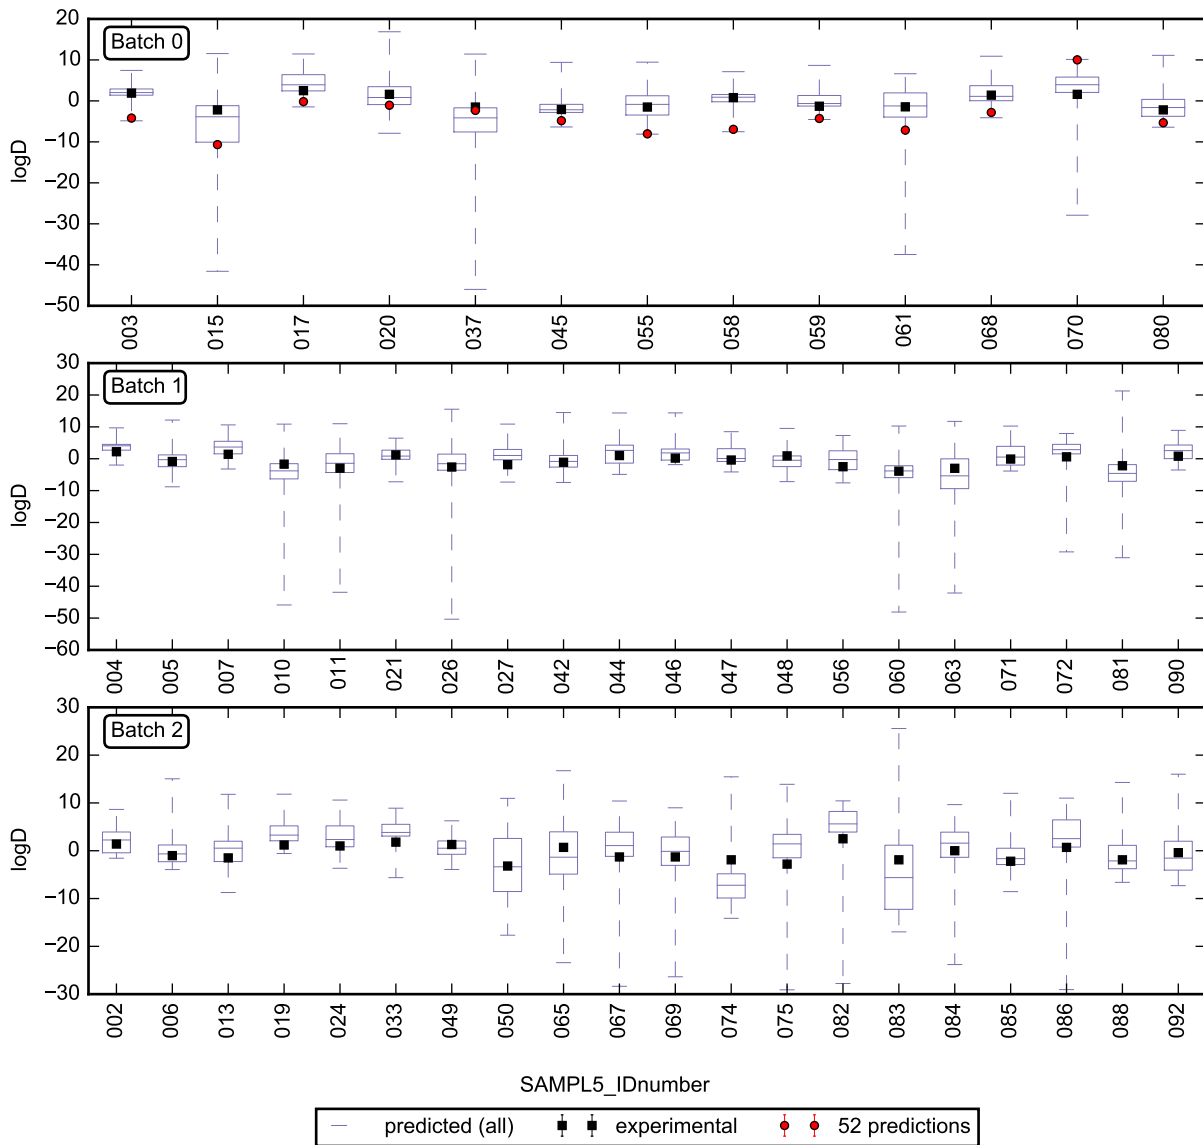 20
Batch 0
10
0
−10
−20
−30
−40
−50
logD
003 015 017 020 037 045 055 058 059 061 068 070 080
30
Batch 1
20
10
0
−10
−20
−30
−40
−50
−60
logD
004 005 007 010 011 021 026 027 042 044 046 047 048 056 060 063 071 072 081 090
30
Batch 2
20
10
0
−10
−20
−30
logD
002 006 013 019 024 033 049 050 065 067 069 074 075 082 083 084 085 086 088 092
SAMPL5_IDnumber
predicted (all) experimental 52 predictions